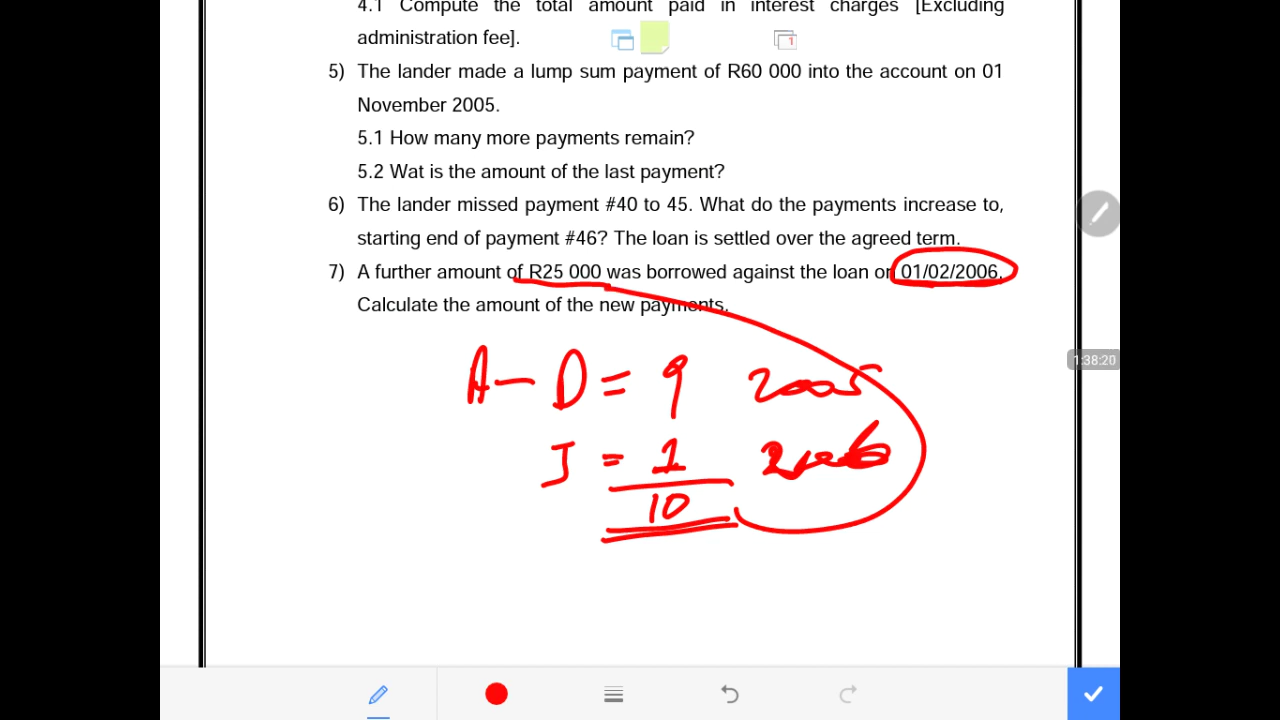 4.1 Compute the total amount paid in interest charges [Excluding
administration fee].
1
5) The lander made a lump sum payment of R60 000 into the account on 01
November 2005.
5.1 How many more payments remain?
5.2 Wat is the amount of the last payment?
6) The lander missed payment #40 to 45. What do the payments increase to,
starting end of payment #46? The loan is settled over the agreed term.
7) A further amount of R25 000 was borrowed against the loan on 01/02/2006.
Calculate the amount of the new payments.
1:38:20
A - D = 9 2005
J = 1 2006
10